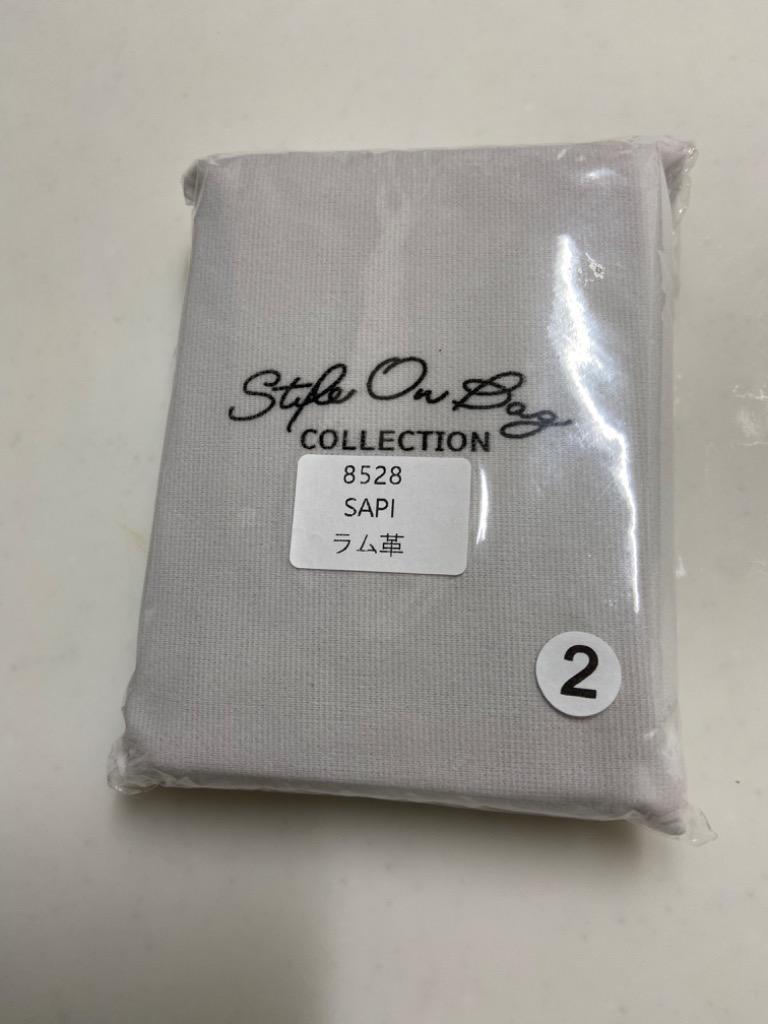 Style On Bag
COLLECTION
8528
SAPI
ラム革
2